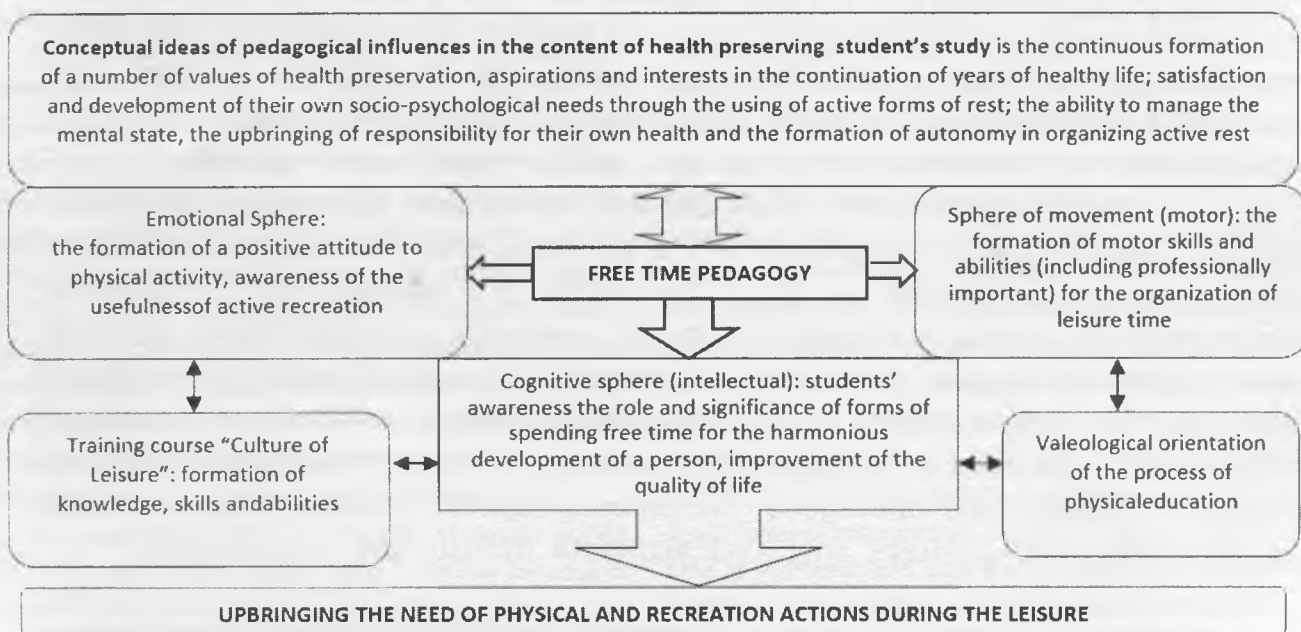 Conceptual ideas of pedagogical influences in the content of health preserving student's study is the continuous formation
of a number of values of health preservation, aspirations and interests in the continuation of years of healthy life; satisfaction
and development of their own socio-psychological needs through the using of active forms of rest; the ability to manage the
mental state, the upbringing of responsibility for their own health and the formation of autonomy in organizing active rest
Emotional Sphere:
the formation of a positive attitude to
physical activity, awareness of the
usefulnessof active recreation
FREE TIME PEDAGOGY
Sphere of movement (motor): the
formation of motor skills and
abilities (including professionally
important) for the organization of
leisure time
Cognitive sphere (intellectual): students'
awareness the role and significance of forms of
spending free time for the harmonious
development of a person, improvement of the
quality of life
Training course "Culture of
Leisure": formation of
knowledge, skills andabilities
Valeological orientation
of the process of
physicaleducation
UPBRINGING THE NEED OF PHYSICAL AND RECREATION ACTIONS DURING THE LEISURE